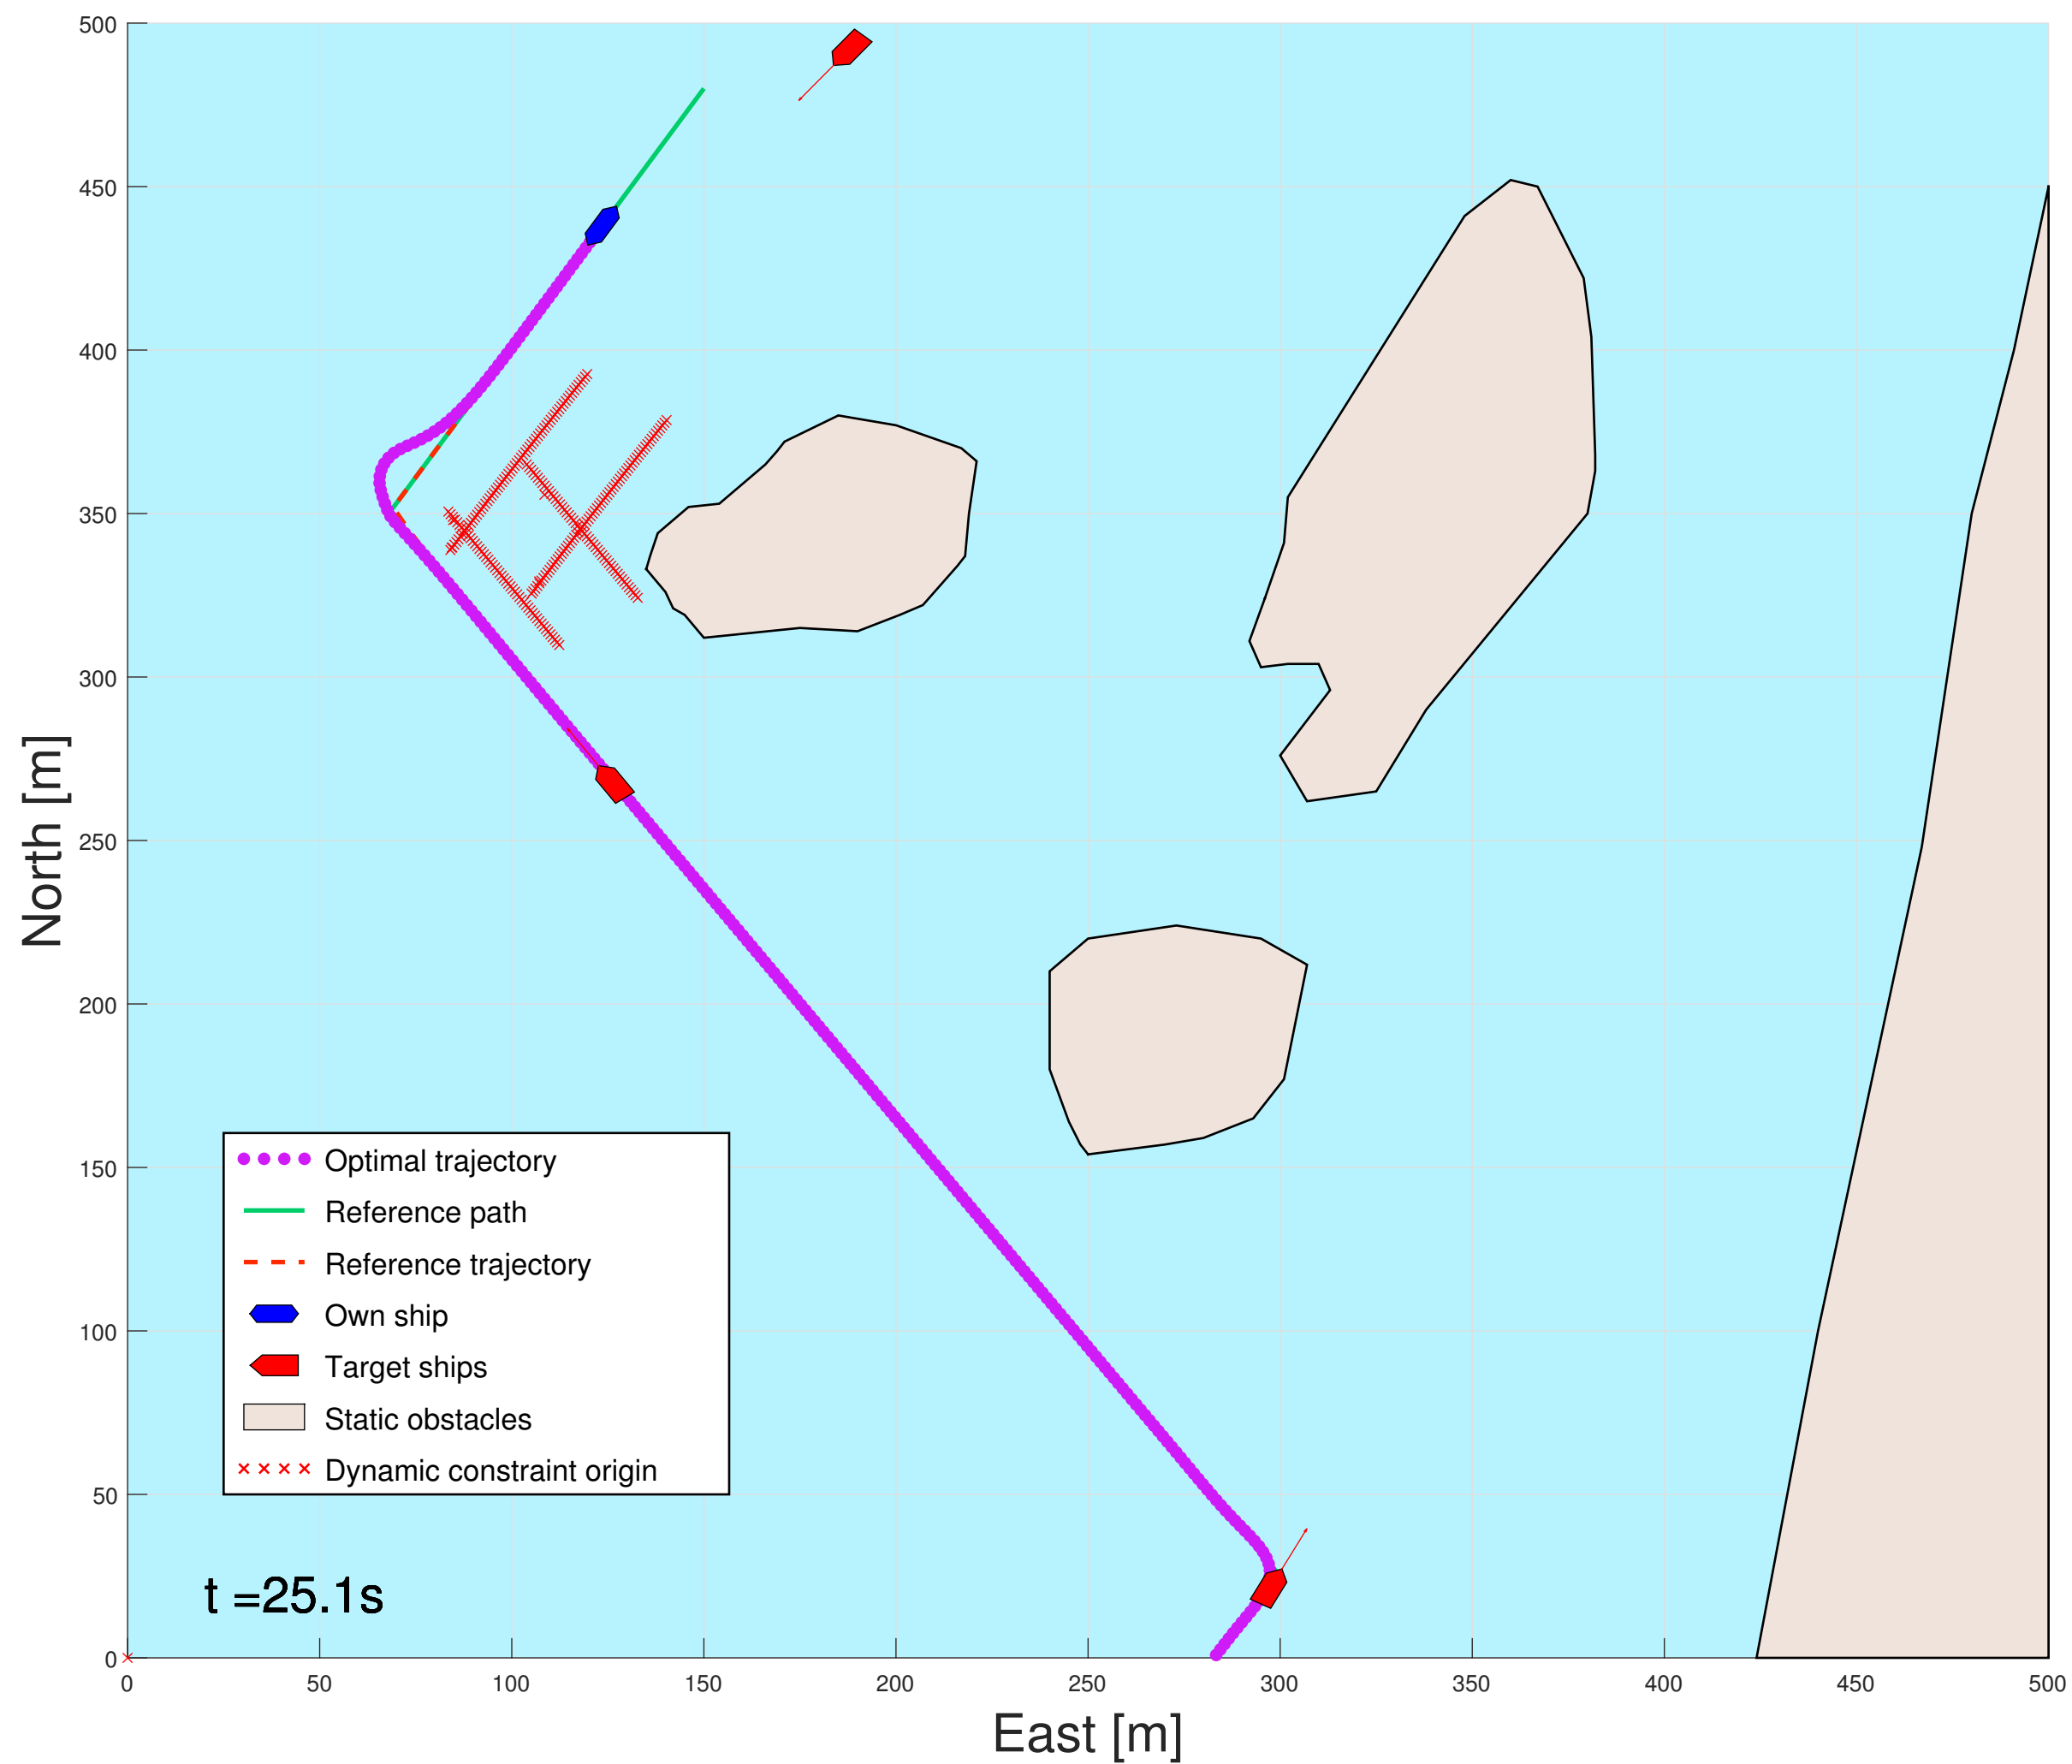 500
450
400
350
300
250
200
150
100
50
0
North [m]
Optimal trajectory
Reference path
Reference trajectory
Own ship
Target ships
Static obstacles
Dynamic constraint origin
t =25.1s
0 50 100 150 200 250 300 350 400 450 500
East [m]